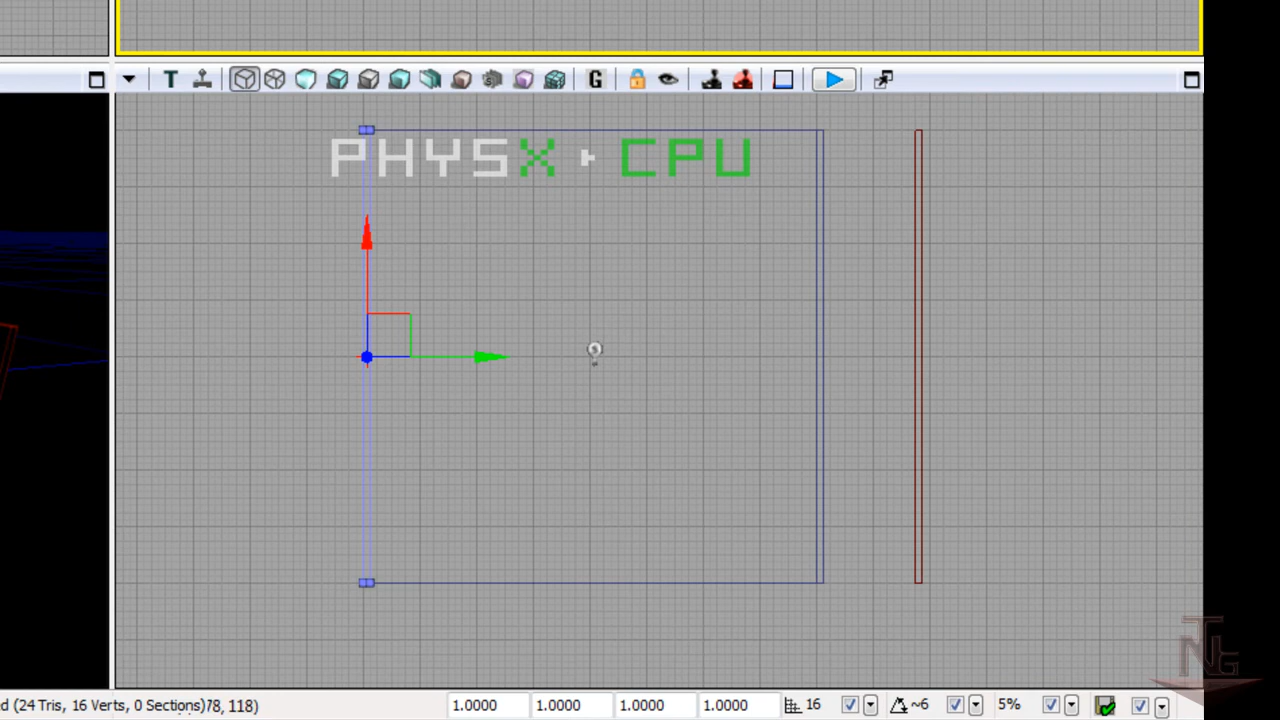 T
G
PHYSX ▸ CPU
d (24 Tris, 16 Verts, 0 Sections)78, 118)
1.0000 1.0000 1.0000 1.0000 16 ~6 5%
TNG